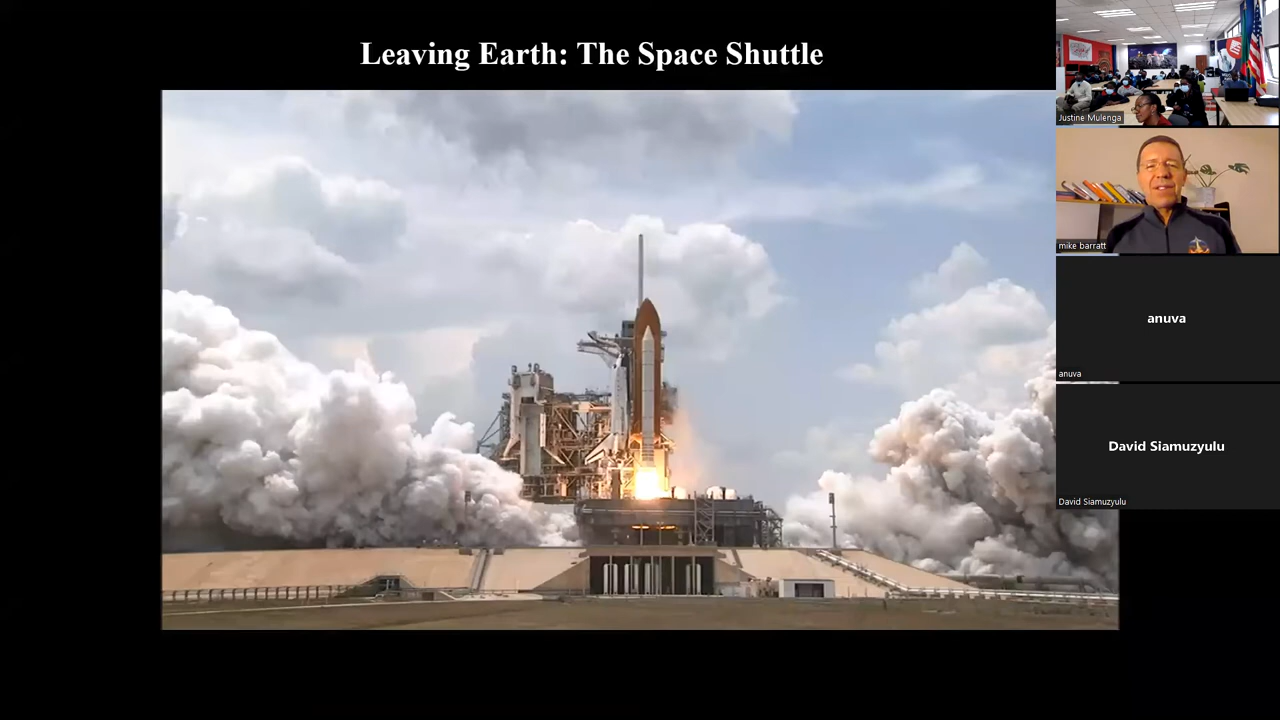 Leaving Earth: The Space Shuttle
Justine Mulenga
mike barratt
anuva
anuva
David Siamuzyulu
David Siamuzyulu